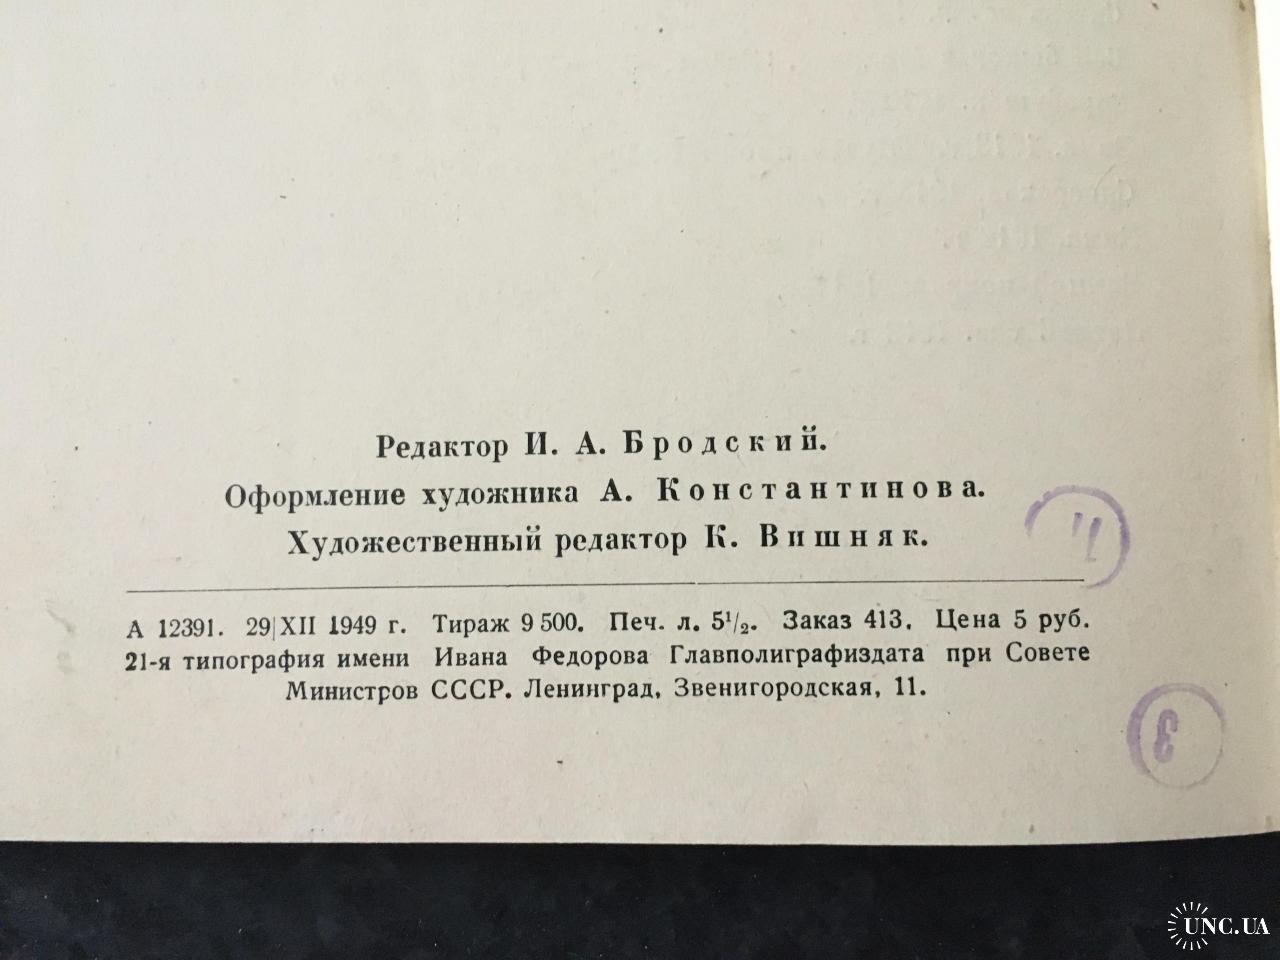 Редактор И. А. Бродский.
Оформление художника А. Константинова.
Художественный редактор К. Вишняк.
А 12391. 29|XII 1949 г. Тираж 9 500. Печ. л. 5¹/₂. Заказ 413. Цена 5 руб.
21-я типография имени Ивана Федорова Главполиграфиздата при Совете
Министров СССР. Ленинград, Звенигородская, 11.
3
UNC.UA